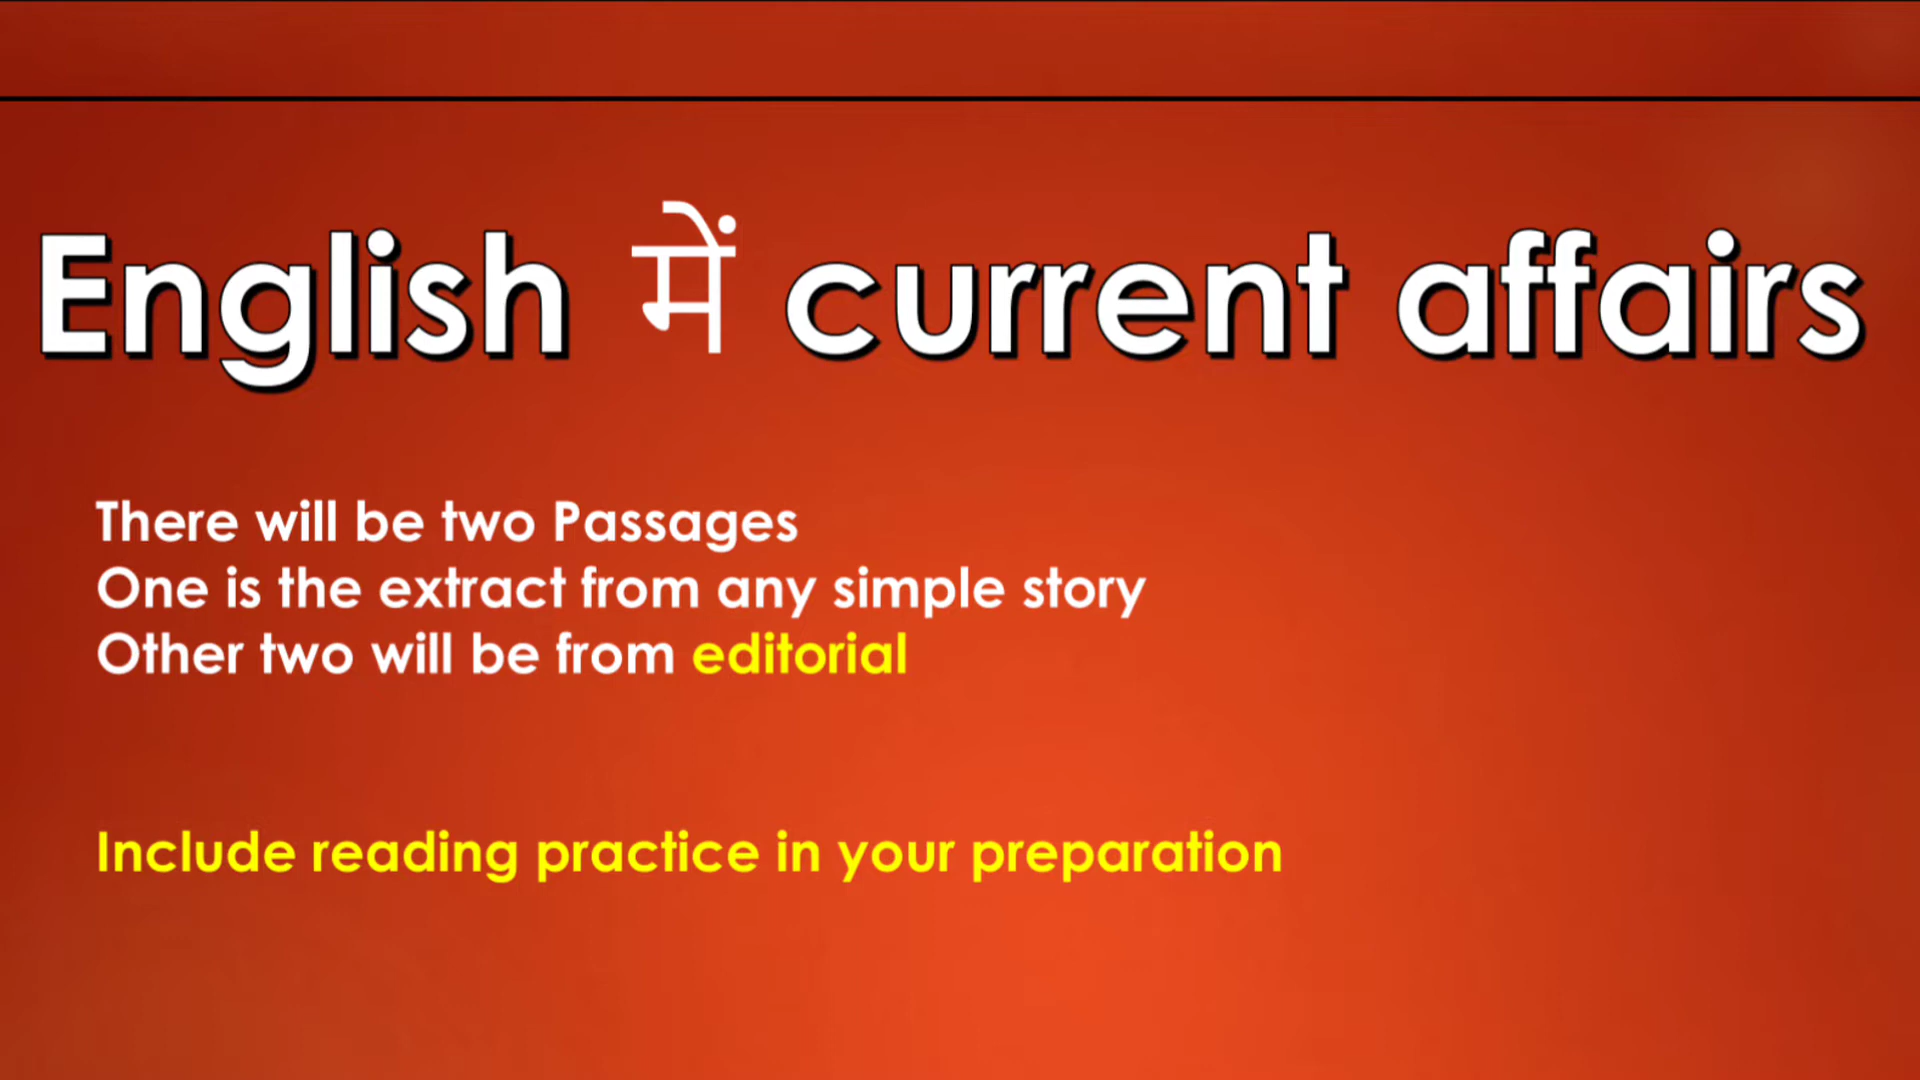 English में current affairs
There will be two Passages
One is the extract from any simple story
Other two will be from editorial
Include reading practice in your preparation